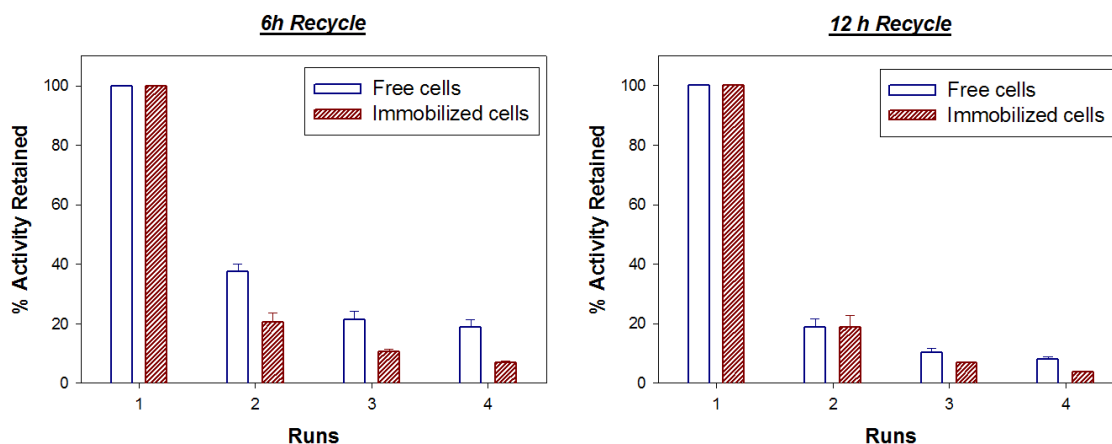 6h Recycle
% Activity Retained
100
80
60
40
20
0
Free cells
Immobilized cells
1 2 3 4
Runs
12 h Recycle
% Activity Retained
100
80
60
40
20
0
Free cells
Immobilized cells
1 2 3 4
Runs